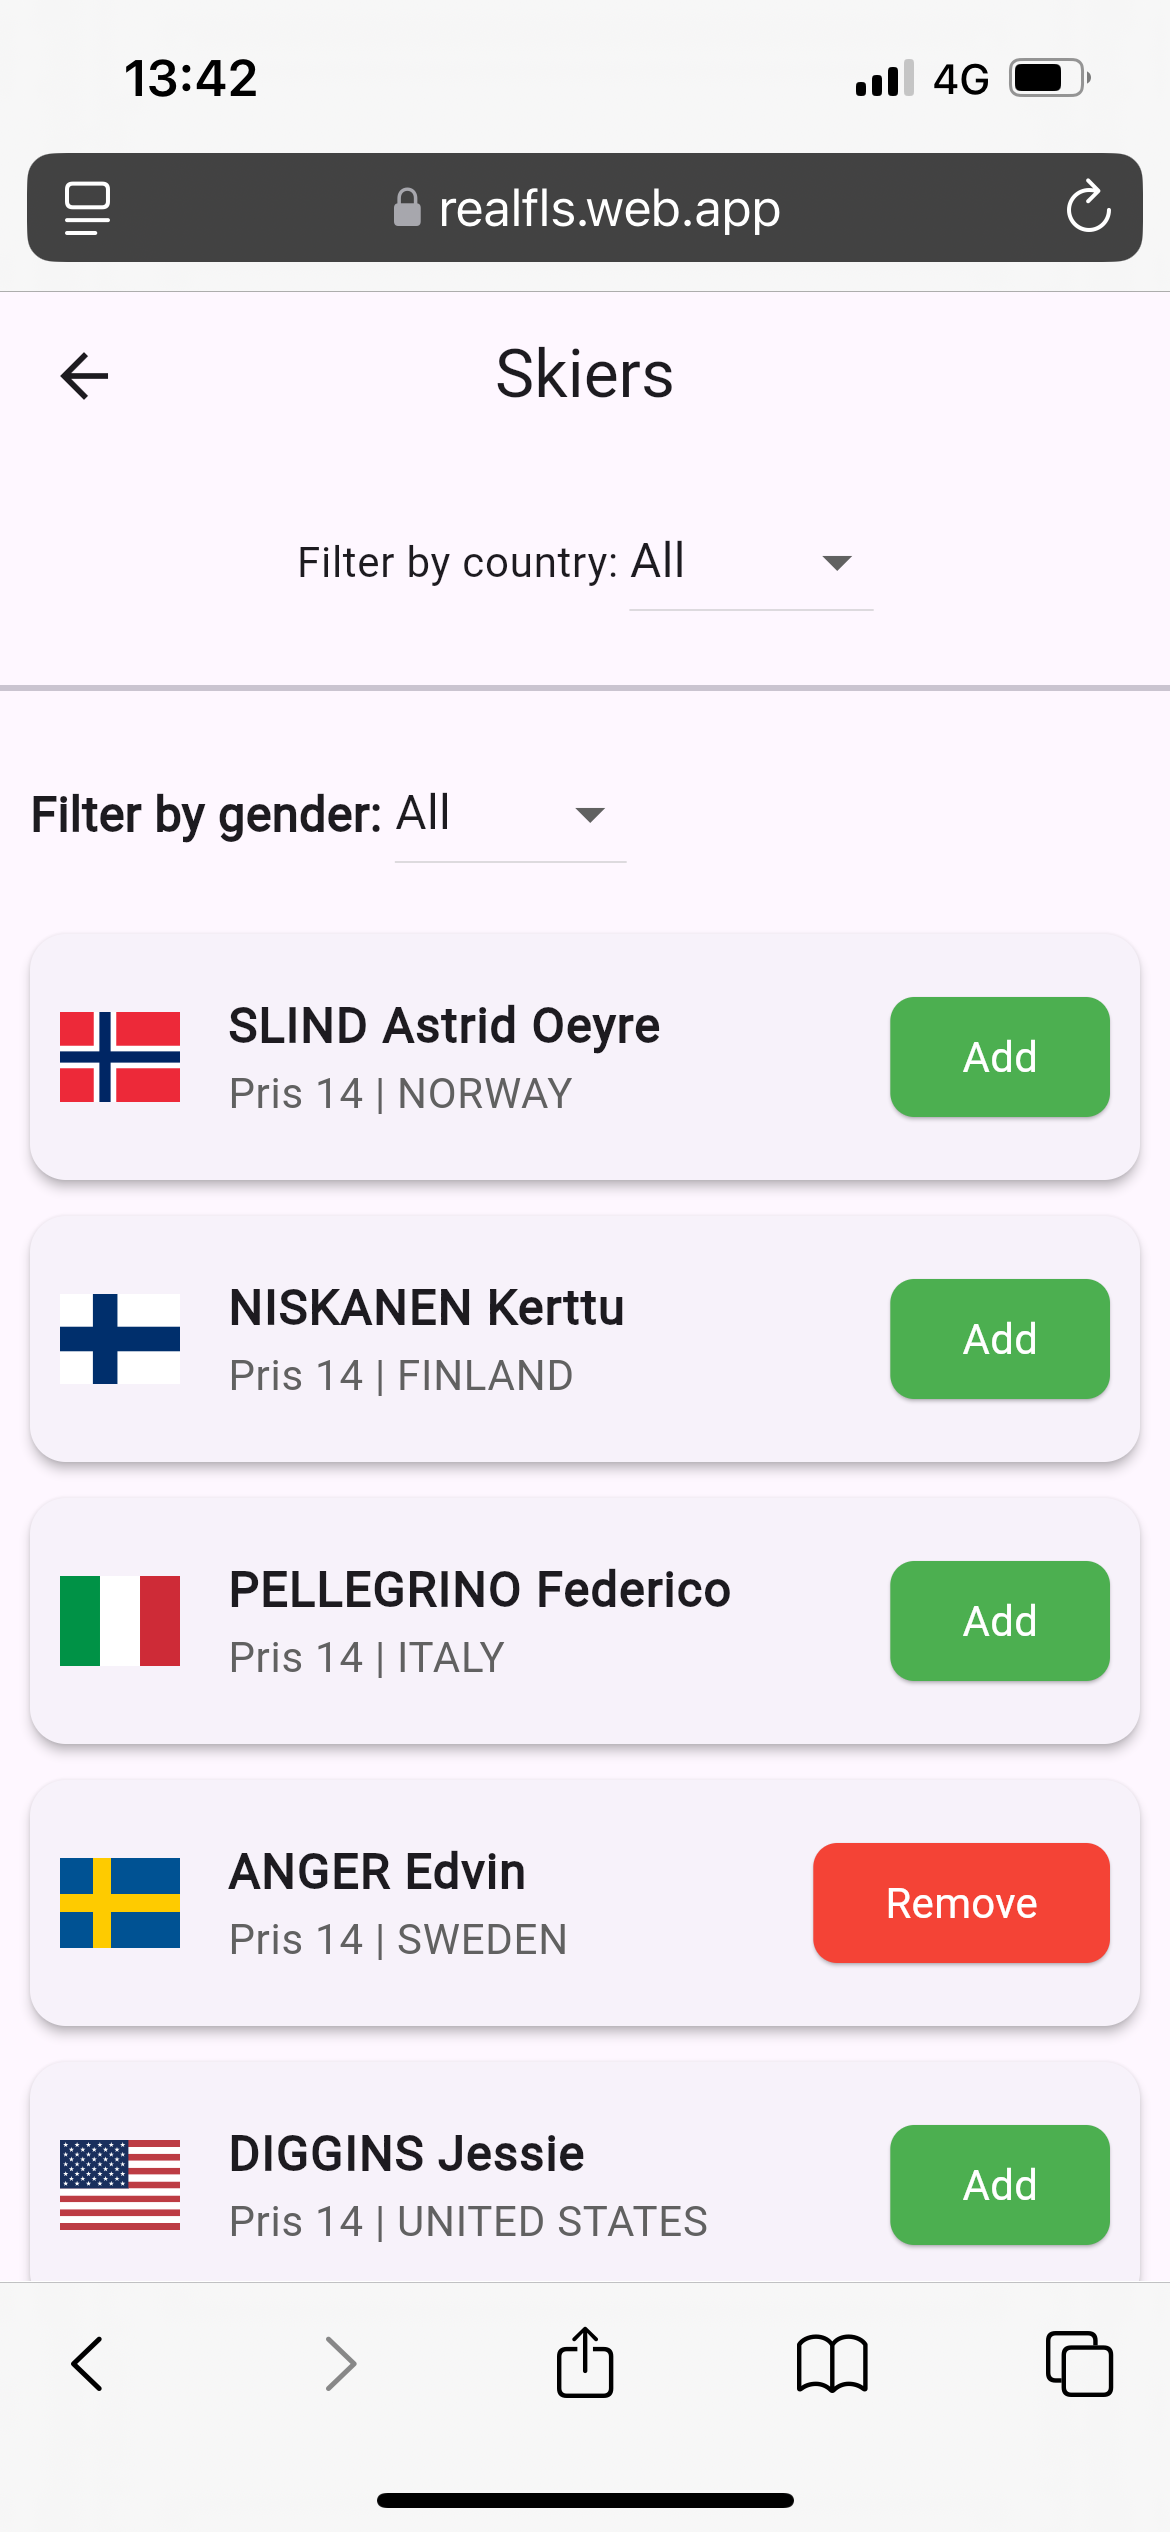 13:42
4G
realfls.web.app
Skiers
Filter by country: All
Filter by gender: All
SLIND Astrid Oeyre
Pris 14 | NORWAY
Add
NISKANEN Kerttu
Pris 14 | FINLAND
Add
PELLEGRINO Federico
Pris 14 | ITALY
Add
ANGER Edvin
Pris 14 | SWEDEN
Remove
DIGGINS Jessie
Pris 14 | UNITED STATES
Add